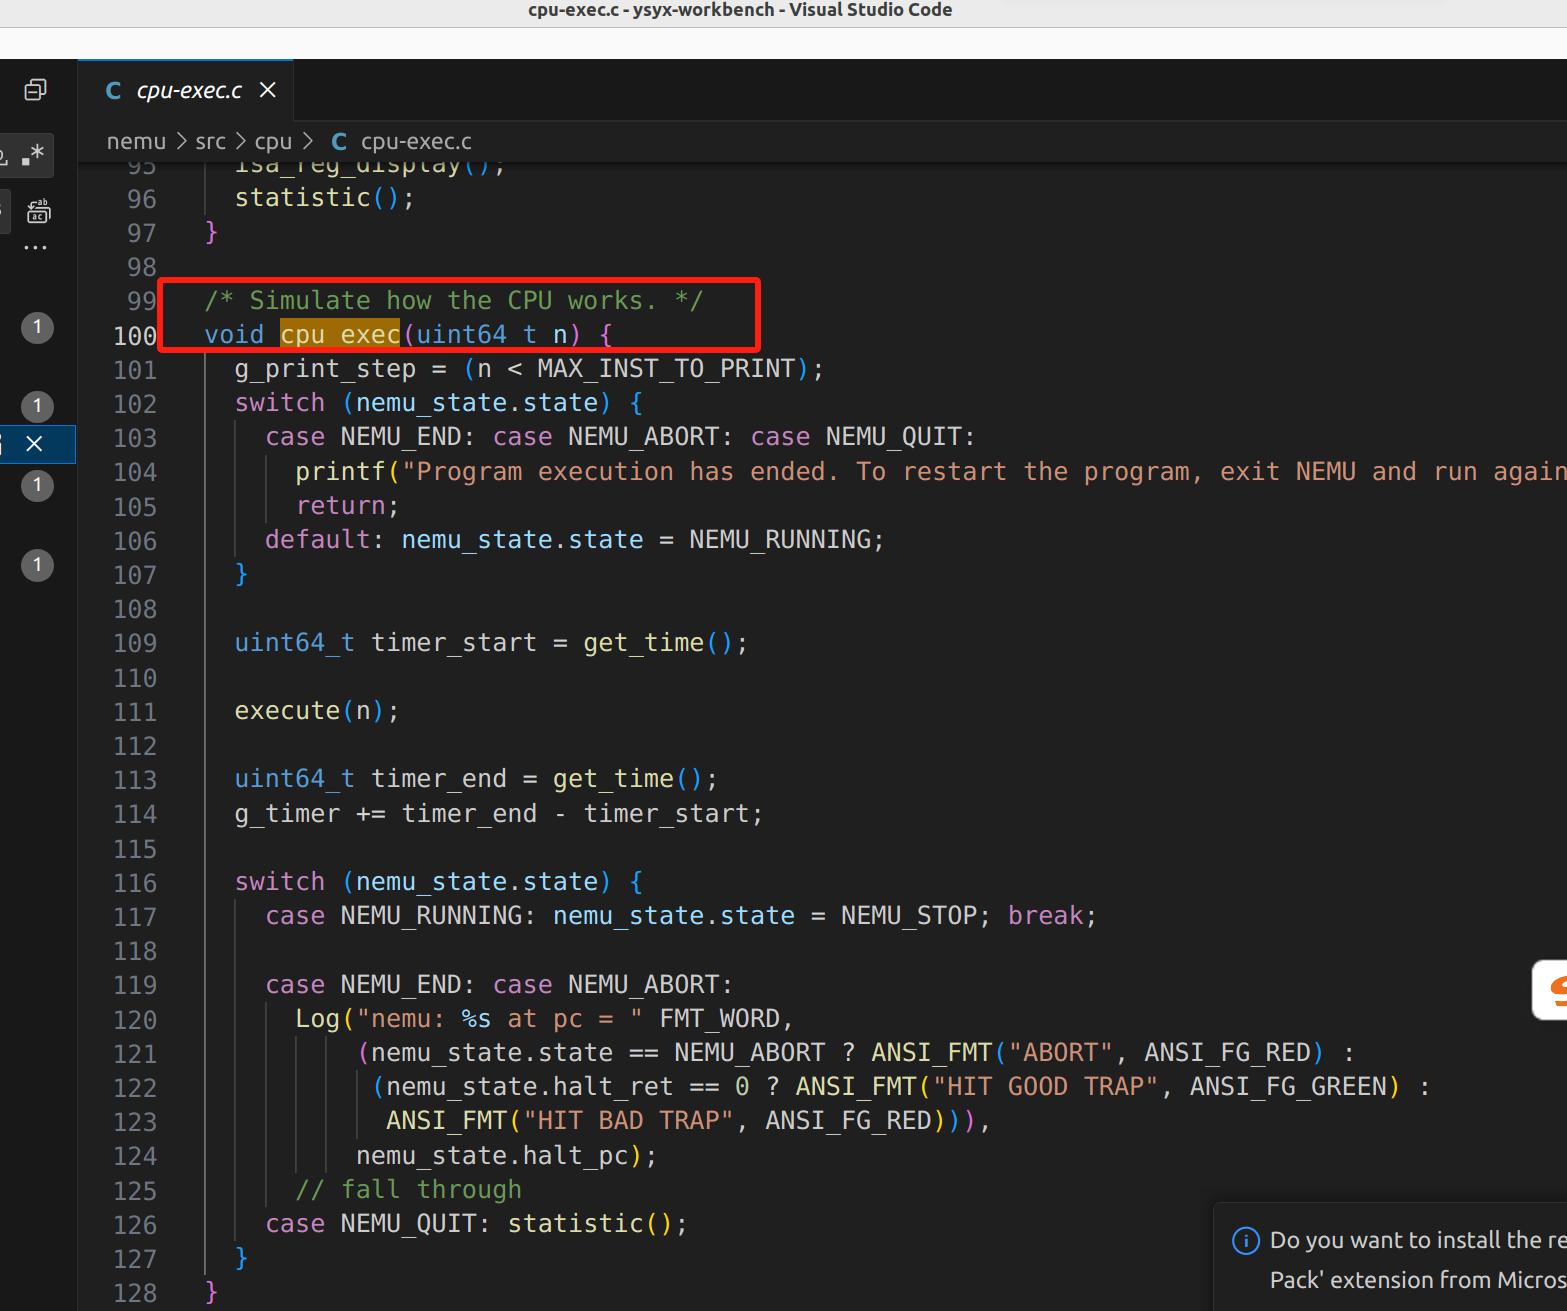 cpu-exec.c - ysyx-workbench - Visual Studio Code
C cpu-exec.c
nemu > src > cpu > C cpu-exec.c
95 isa_reg_display();
96 statistic();
97 }
98
99 /* Simulate how the CPU works. */
100 void cpu_exec(uint64_t n) {
101 g_print_step = (n < MAX_INST_TO_PRINT);
102 switch (nemu_state.state) {
103 case NEMU_END: case NEMU_ABORT: case NEMU_QUIT:
104 printf("Program execution has ended. To restart the program, exit NEMU and run again
105 return;
106 default: nemu_state.state = NEMU_RUNNING;
107 }
108
109 uint64_t timer_start = get_time();
110
111 execute(n);
112
113 uint64_t timer_end = get_time();
114 g_timer += timer_end - timer_start;
115
116 switch (nemu_state.state) {
117 case NEMU_RUNNING: nemu_state.state = NEMU_STOP; break;
118
119 case NEMU_END: case NEMU_ABORT:
120 Log("nemu: %s at pc = " FMT_WORD,
121 (nemu_state.state == NEMU_ABORT ? ANSI_FMT("ABORT", ANSI_FG_RED) :
122 (nemu_state.halt_ret == 0 ? ANSI_FMT("HIT GOOD TRAP", ANSI_FG_GREEN) :
123 ANSI_FMT("HIT BAD TRAP", ANSI_FG_RED))),
124 nemu_state.halt_pc);
125 // fall through
126 case NEMU_QUIT: statistic();
127 }
128 }
1
1
1
1
Do you want to install the
Pack' extension from